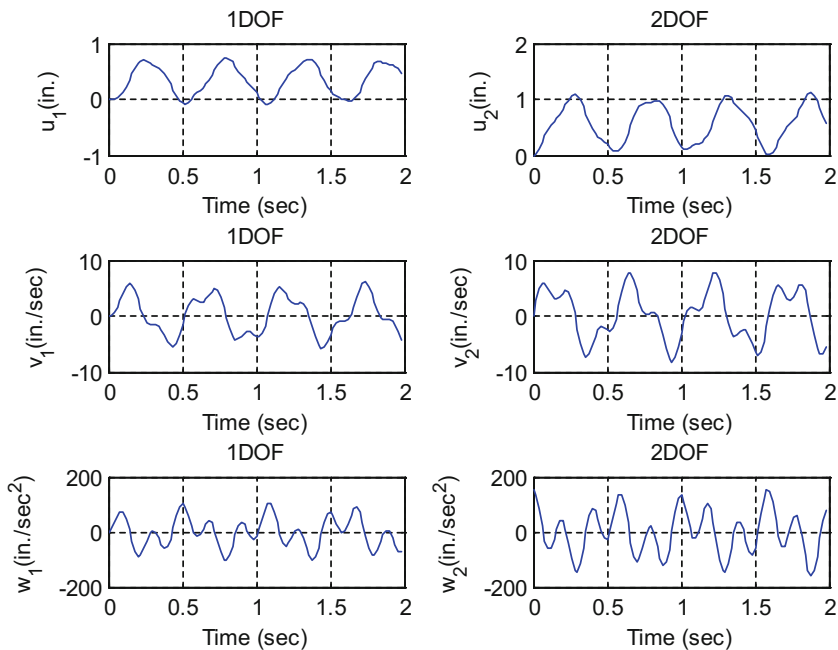 1DOF
u1(in.)
1
0
-1
0 0.5 1 1.5 2
Time (sec)
2DOF
u2(in.)
2
1
0
0 0.5 1 1.5 2
Time (sec)
1DOF
v1(in./sec)
10
0
-10
0 0.5 1 1.5 2
Time (sec)
2DOF
v2(in./sec)
10
0
-10
0 0.5 1 1.5 2
Time (sec)
1DOF
w1(in./sec2)
200
0
-200
0 0.5 1 1.5 2
Time (sec)
2DOF
w2(in./sec2)
200
0
-200
0 0.5 1 1.5 2
Time (sec)